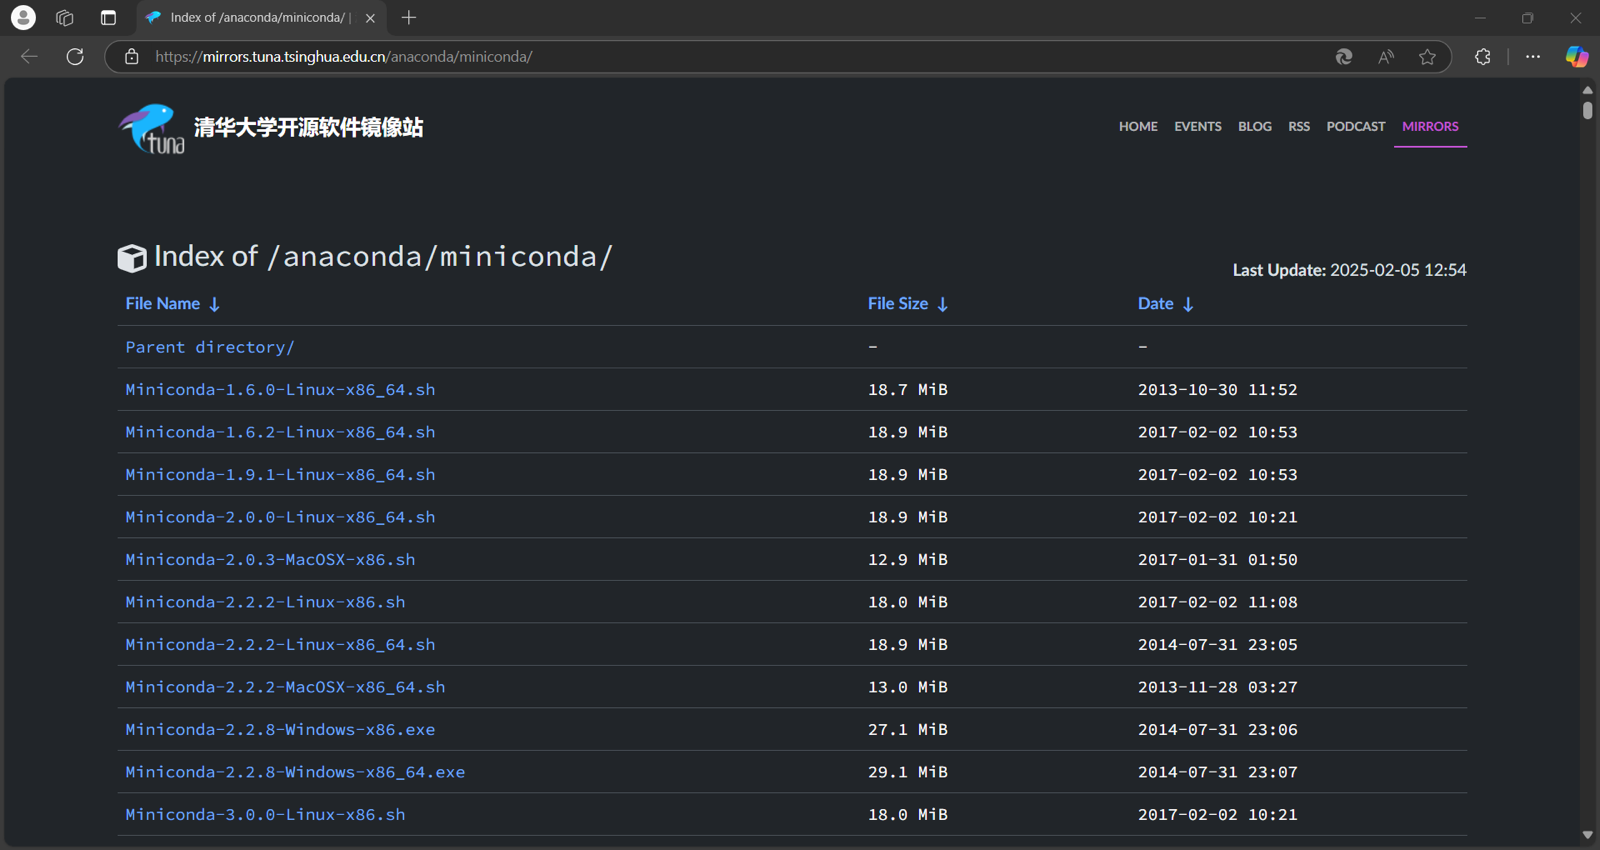 Index of /anaconda/miniconda/ |
https://mirrors.tuna.tsinghua.edu.cn/anaconda/miniconda/
tuna 清华大学开源软件镜像站
HOME EVENTS BLOG RSS PODCAST MIRRORS
Index of /anaconda/miniconda/
Last Update: 2025-02-05 12:54
File Name ↓ File Size ↓ Date ↓
Parent directory/ - -
Miniconda-1.6.0-Linux-x86_64.sh 18.7 MiB 2013-10-30 11:52
Miniconda-1.6.2-Linux-x86_64.sh 18.9 MiB 2017-02-02 10:53
Miniconda-1.9.1-Linux-x86_64.sh 18.9 MiB 2017-02-02 10:53
Miniconda-2.0.0-Linux-x86_64.sh 18.9 MiB 2017-02-02 10:21
Miniconda-2.0.3-MacOSX-x86.sh 12.9 MiB 2017-01-31 01:50
Miniconda-2.2.2-Linux-x86.sh 18.0 MiB 2017-02-02 11:08
Miniconda-2.2.2-Linux-x86_64.sh 18.9 MiB 2014-07-31 23:05
Miniconda-2.2.2-MacOSX-x86_64.sh 13.0 MiB 2013-11-28 03:27
Miniconda-2.2.8-Windows-x86.exe 27.1 MiB 2014-07-31 23:06
Miniconda-2.2.8-Windows-x86_64.exe 29.1 MiB 2014-07-31 23:07
Miniconda-3.0.0-Linux-x86.sh 18.0 MiB 2017-02-02 10:21